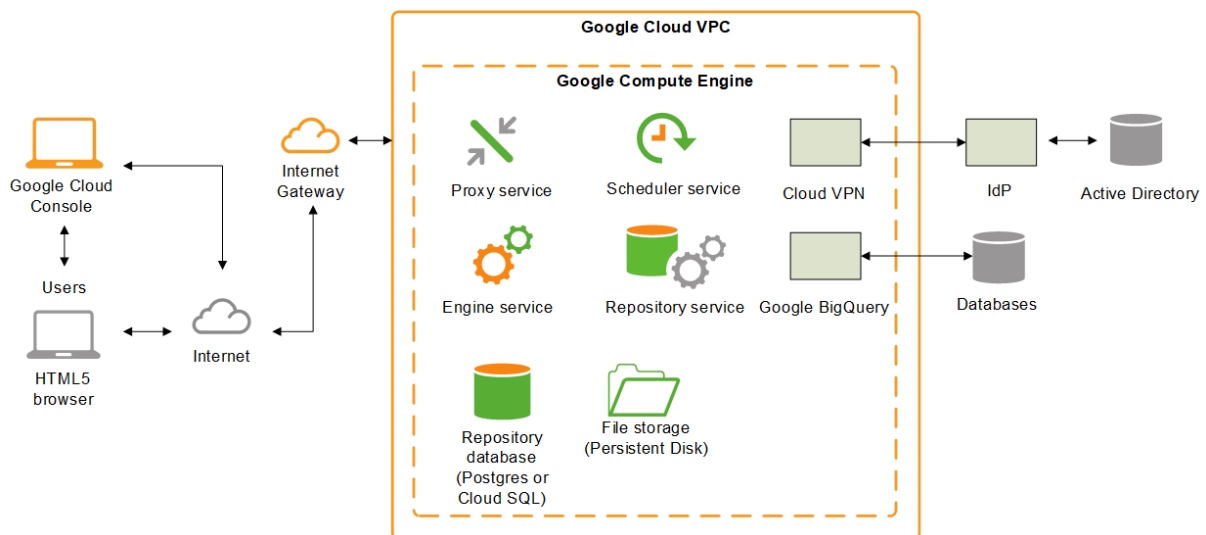 Google Cloud VPC
Google Compute Engine
Google Cloud
Console
Users
HTML5
browser
Internet
Internet
Gateway
Proxy service
Scheduler service
Cloud VPN
IdP
Active Directory
Engine service
Repository service
Google BigQuery
Databases
Repository
database
(Postgres or
Cloud SQL)
File storage
(Persistent Disk)